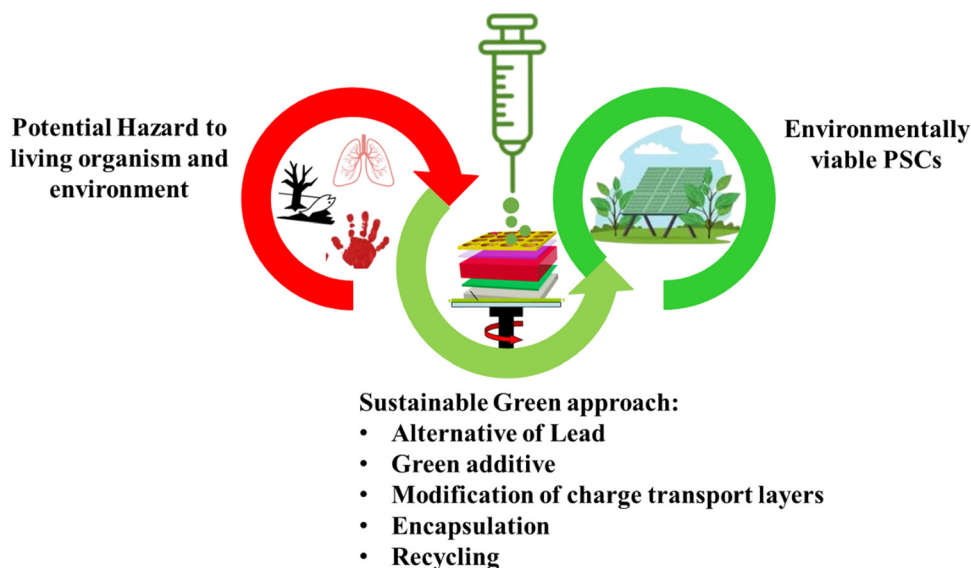 Potential Hazard to
living organism and
environment
Environmentally
viable PSCs
Sustainable Green approach:
• Alternative of Lead
• Green additive
• Modification of charge transport layers
• Encapsulation
• Recycling